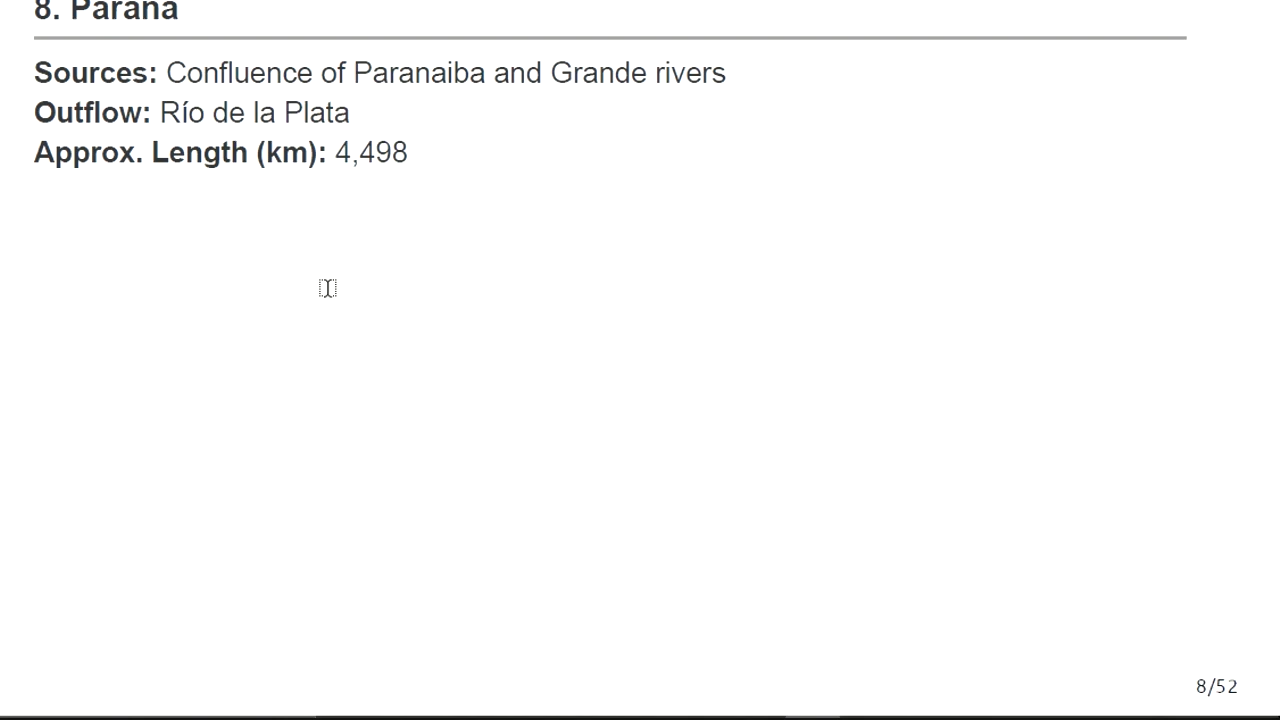 8. Parana
Sources: Confluence of Paranaiba and Grande rivers
Outflow: Río de la Plata
Approx. Length (km): 4,498
8/52